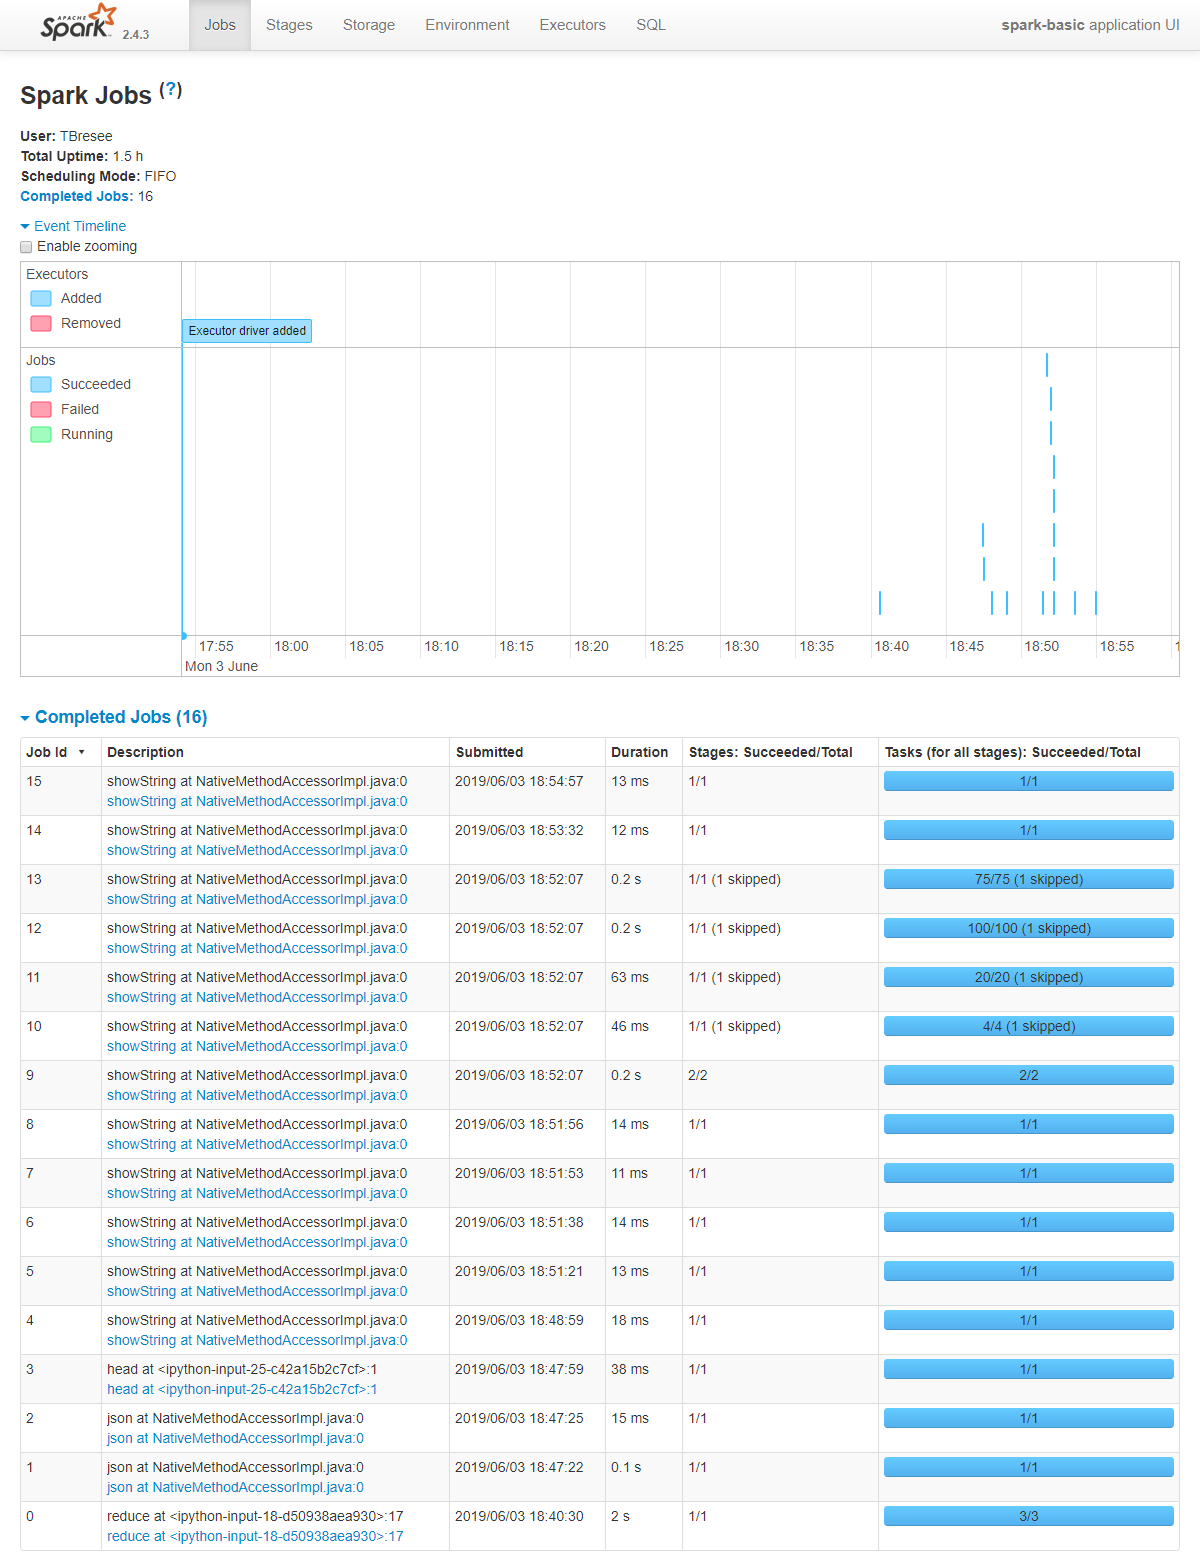 APACHE
Spark 2.4.3 Jobs Stages Storage Environment Executors SQL spark-basic application UI
Spark Jobs (?)
User: TBresee
Total Uptime: 1.5 h
Scheduling Mode: FIFO
Completed Jobs: 16
Event Timeline
Enable zooming
Executors
Added
Removed
Executor driver added
Jobs
Succeeded
Failed
Running
17:55 18:00 18:05 18:10 18:15 18:20 18:25 18:30 18:35 18:40 18:45 18:50 18:55
Mon 3 June
Completed Jobs (16)
Job Id ▾ Description Submitted Duration Stages: Succeeded/Total Tasks (for all stages): Succeeded/Total
15 showString at NativeMethodAccessorImpl.java:0 2019/06/03 18:54:57 13 ms 1/1 1/1
showString at NativeMethodAccessorImpl.java:0
14 showString at NativeMethodAccessorImpl.java:0 2019/06/03 18:53:32 12 ms 1/1 1/1
showString at NativeMethodAccessorImpl.java:0
13 showString at NativeMethodAccessorImpl.java:0 2019/06/03 18:52:07 0.2 s 1/1 (1 skipped) 75/75 (1 skipped)
showString at NativeMethodAccessorImpl.java:0
12 showString at NativeMethodAccessorImpl.java:0 2019/06/03 18:52:07 0.2 s 1/1 (1 skipped) 100/100 (1 skipped)
showString at NativeMethodAccessorImpl.java:0
11 showString at NativeMethodAccessorImpl.java:0 2019/06/03 18:52:07 63 ms 1/1 (1 skipped) 20/20 (1 skipped)
showString at NativeMethodAccessorImpl.java:0
10 showString at NativeMethodAccessorImpl.java:0 2019/06/03 18:52:07 46 ms 1/1 (1 skipped) 4/4 (1 skipped)
showString at NativeMethodAccessorImpl.java:0
9 showString at NativeMethodAccessorImpl.java:0 2019/06/03 18:52:07 0.2 s 2/2 2/2
showString at NativeMethodAccessorImpl.java:0
8 showString at NativeMethodAccessorImpl.java:0 2019/06/03 18:51:56 14 ms 1/1 1/1
showString at NativeMethodAccessorImpl.java:0
7 showString at NativeMethodAccessorImpl.java:0 2019/06/03 18:51:53 11 ms 1/1 1/1
showString at NativeMethodAccessorImpl.java:0
6 showString at NativeMethodAccessorImpl.java:0 2019/06/03 18:51:38 14 ms 1/1 1/1
showString at NativeMethodAccessorImpl.java:0
5 showString at NativeMethodAccessorImpl.java:0 2019/06/03 18:51:21 13 ms 1/1 1/1
showString at NativeMethodAccessorImpl.java:0
4 showString at NativeMethodAccessorImpl.java:0 2019/06/03 18:48:59 18 ms 1/1 1/1
showString at NativeMethodAccessorImpl.java:0
3 head at <ipython-input-25-c42a15b2c7cf>:1 2019/06/03 18:47:59 38 ms 1/1 1/1
head at <ipython-input-25-c42a15b2c7cf>:1
2 json at NativeMethodAccessorImpl.java:0 2019/06/03 18:47:25 15 ms 1/1 1/1
json at NativeMethodAccessorImpl.java:0
1 json at NativeMethodAccessorImpl.java:0 2019/06/03 18:47:22 0.1 s 1/1 1/1
json at NativeMethodAccessorImpl.java:0
0 reduce at <ipython-input-18-d50938aea930>:17 2019/06/03 18:40:30 2 s 1/1 3/3
reduce at <ipython-input-18-d50938aea930>:17